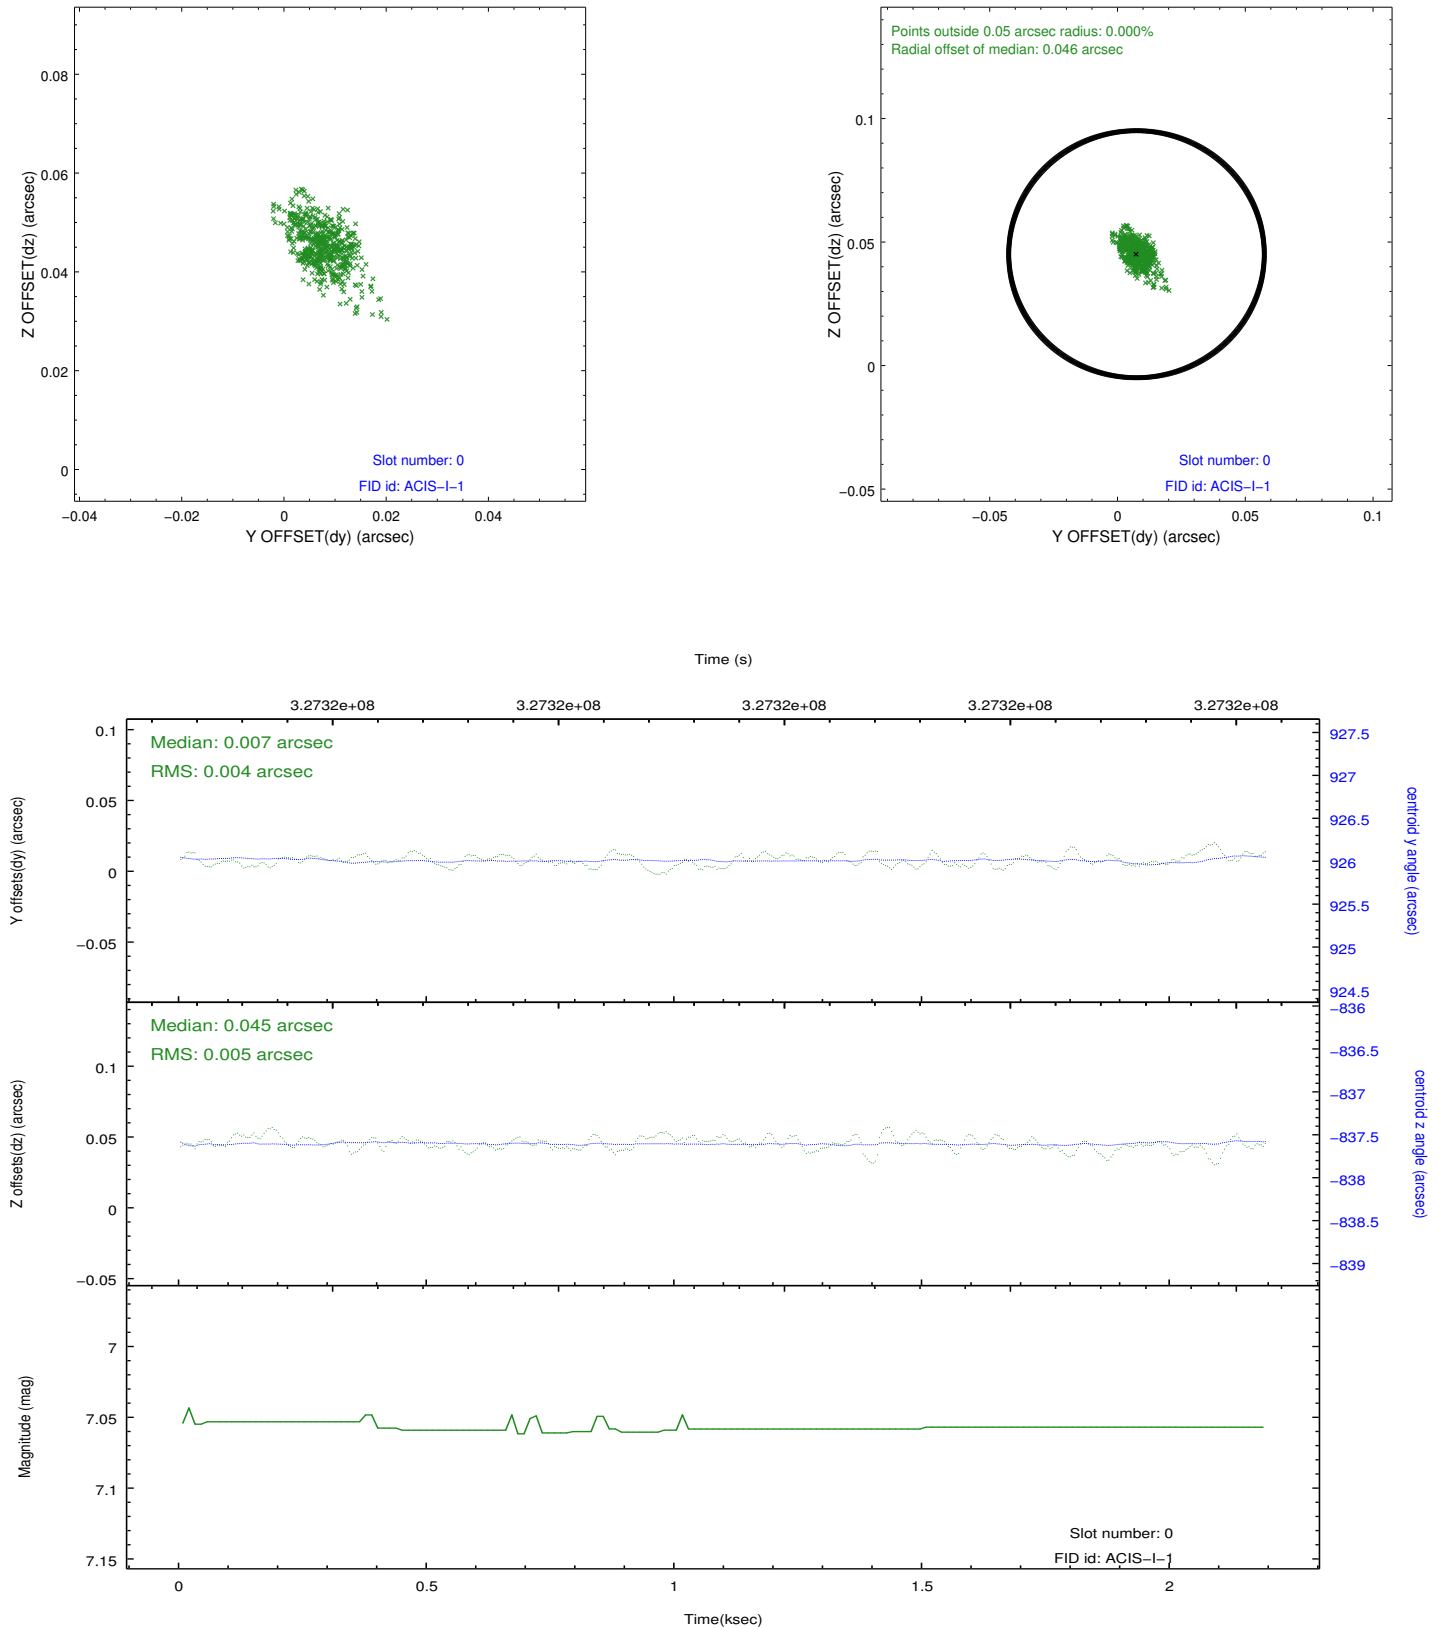 0.08
0.06
0.04
0.02
0
−0.04
−0.02
0
0.02
0.04
Z OFFSET(dz) (arcsec)
Y OFFSET(dy) (arcsec)
Slot number: 0
FID id: ACIS−I−1
Points outside 0.05 arcsec radius: 0.000%
Radial offset of median: 0.046 arcsec
0.1
0.05
0
−0.05
−0.05
0
0.05
0.1
Z OFFSET(dz) (arcsec)
Y OFFSET(dy) (arcsec)
Slot number: 0
FID id: ACIS−I−1
Time (s)
3.2732e+08
3.2732e+08
3.2732e+08
3.2732e+08
3.2732e+08
Median: 0.007 arcsec
RMS: 0.004 arcsec
0.1
0.05
0
−0.05
Y offsets(dy) (arcsec)
927.5
927
926.5
926
925.5
925
924.5
centroid y angle (arcsec)
Median: 0.045 arcsec
RMS: 0.005 arcsec
0.1
0.05
0
−0.05
Z offsets(dz) (arcsec)
−836
−836.5
−837
−837.5
−838
−838.5
−839
centroid z angle (arcsec)
7
7.05
7.1
7.15
Magnitude (mag)
Slot number: 0
FID id: ACIS−I−1
0
0.5
1
1.5
2
Time(ksec)